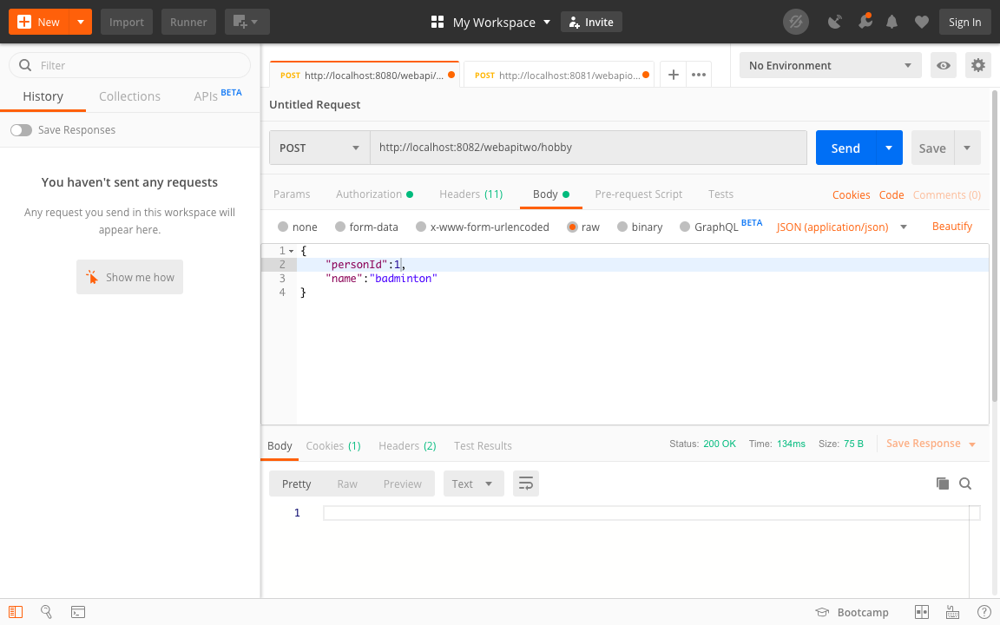 New
Import
Runner
My Workspace
Invite
Sign In
Filter
History
Collections
APIs BETA
Save Responses
You haven't sent any requests
Any request you send in this workspace will
appear here.
Show me how
POST http://localhost:8080/webapi/...
POST http://localhost:8081/webapio...
No Environment
Untitled Request
POST
http://localhost:8082/webapitwo/hobby
Send
Save
Params
Authorization
Headers (11)
Body
Pre-request Script
Tests
Cookies
Code
Comments (0)
none
form-data
x-www-form-urlencoded
raw
binary
GraphQL BETA
JSON (application/json)
Beautify
1 {
2 "personId":1,
3 "name":"badminton"
4 }
Body
Cookies (1)
Headers (2)
Test Results
Status: 200 OK
Time: 134ms
Size: 75 B
Save Response
Pretty
Raw
Preview
Text
1
Bootcamp